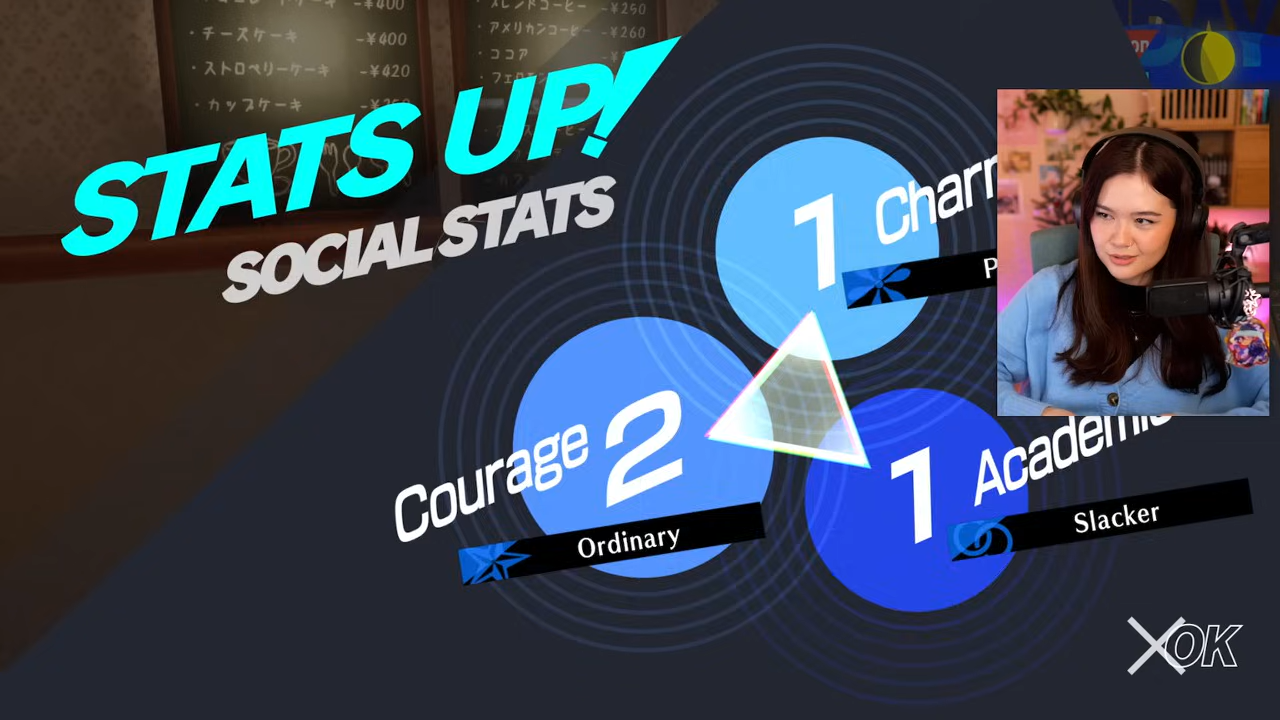 ・チーズケーキ -¥400
・ストロベリーケーキ -¥420
・カップケーキ
-¥250
・アメリカンコーヒー -¥260
・ココア
STATS UP!
SOCIAL STATS
1 Charm
Courage 2
Ordinary
1 Academic
Slacker
OK